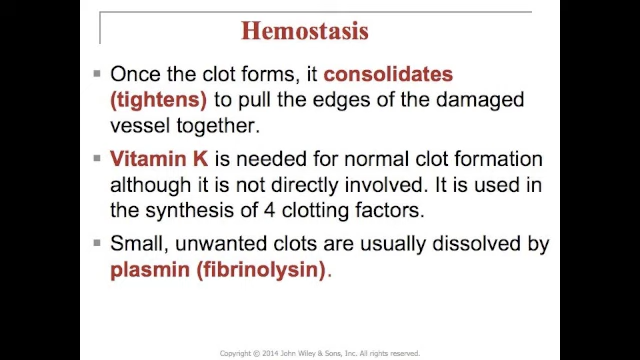 Hemostasis
Once the clot forms, it consolidates
(tightens) to pull the edges of the damaged
vessel together.
Vitamin K is needed for normal clot formation
although it is not directly involved. It is used in
the synthesis of 4 clotting factors.
Small, unwanted clots are usually dissolved by
plasmin (fibrinolysin).
Copyright © 2014 John Wiley & Sons, Inc. All rights reserved.